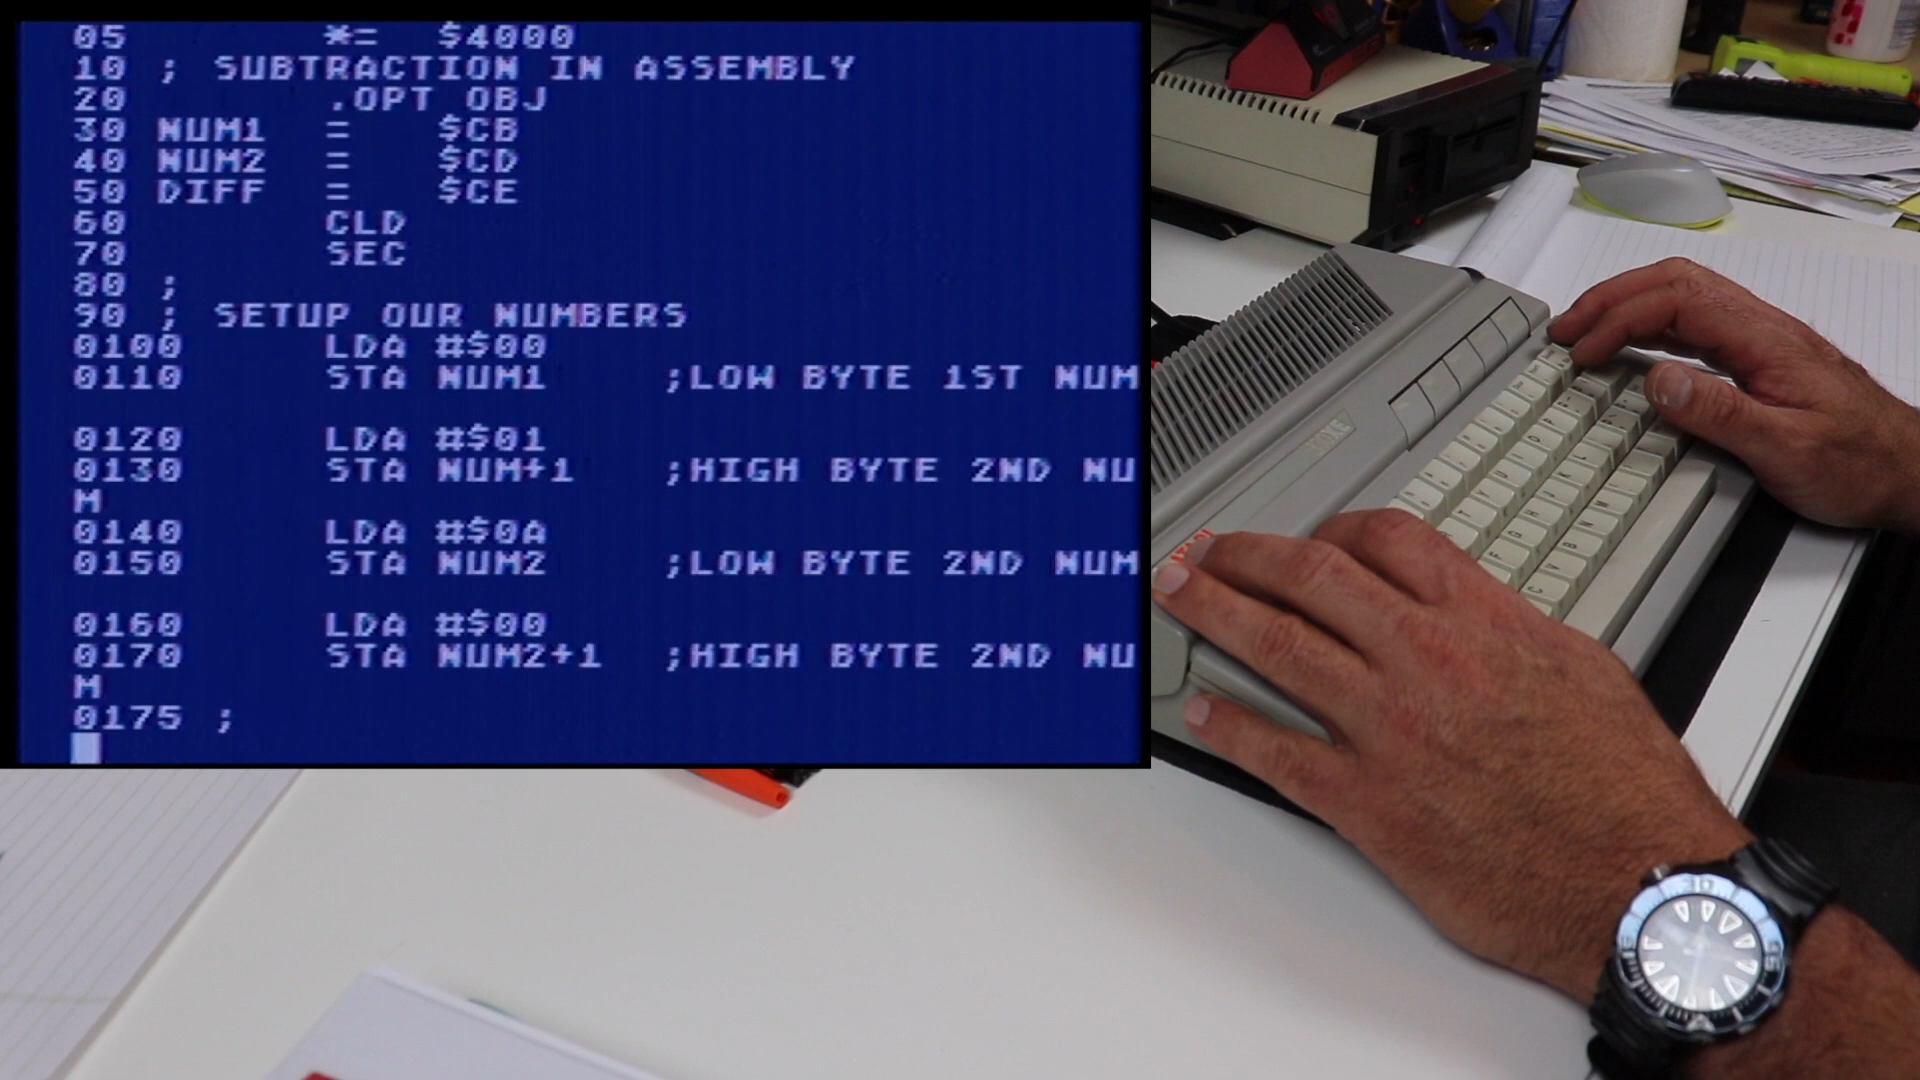 05 *= $4000
10 ; SUBTRACTION IN ASSEMBLY
20 .OPT OBJ
30 NUM1 = $CB
40 NUM2 = $CD
50 DIFF = $CE
60 CLD
70 SEC
80 ;
90 ; SETUP OUR NUMBERS
0100 LDA #$00
0110 STA NUM1 ;LOW BYTE 1ST NUM
0120 LDA #$01
0130 STA NUM+1 ;HIGH BYTE 2ND NU
M
0140 LDA #$0A
0150 STA NUM2 ;LOW BYTE 2ND NUM
0160 LDA #$00
0170 STA NUM2+1 ;HIGH BYTE 2ND NU
M
0175 ;